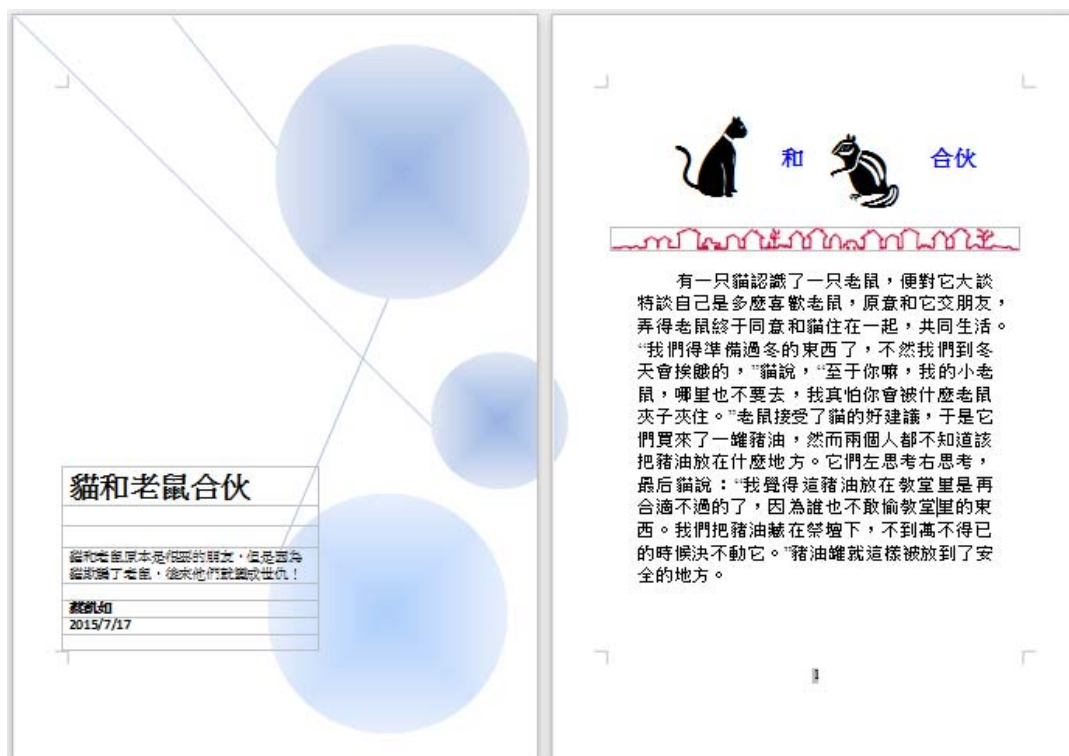 貓和老鼠合伙
貓和老鼠原本是很要的朋友，但是因為
貓欺騙了老鼠，後來他們就變成世仇！
2015/7/17
和 合伙
有一只貓認識了一只老鼠，便對它大談
特談自己是多麼喜歡老鼠，原意和它交朋友，
弄得老鼠終于同意和貓住在一起，共同生活。
“我們得準備過冬的東西了，不然我們到冬
天會挨餓的，”貓說，“至于你嘛，我的小老
鼠，哪里也不要去，我真怕你會被什麼老鼠
夾子夾住。”老鼠接受了貓的好建議，于是它
們買來了一罐豬油，然而兩個人都不知道該
把豬油放在什麼地方。它們左思考右思考，
最后貓說：“我覺得這豬油放在教堂里是再
合適不過的了，因為誰也不敢偷教堂里的東
西。我們把豬油藏在祭壇下，不到萬不得已
的時候決不動它。”豬油罐就這樣被放到了安
全的地方。
1